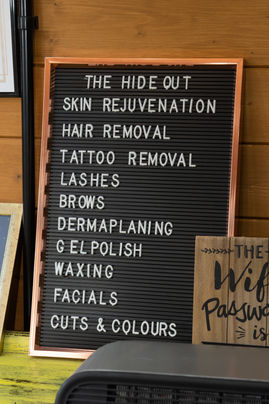 THE HIDE OUT
SKIN REJUVENATION
HAIR REMOVAL
TATTOO REMOVAL
LASHES
BROWS
DERMAPLANING
GELPOLISH
WAXING
FACIALS
CUTS & COLOURS
THE
Wifi
Passwo
is